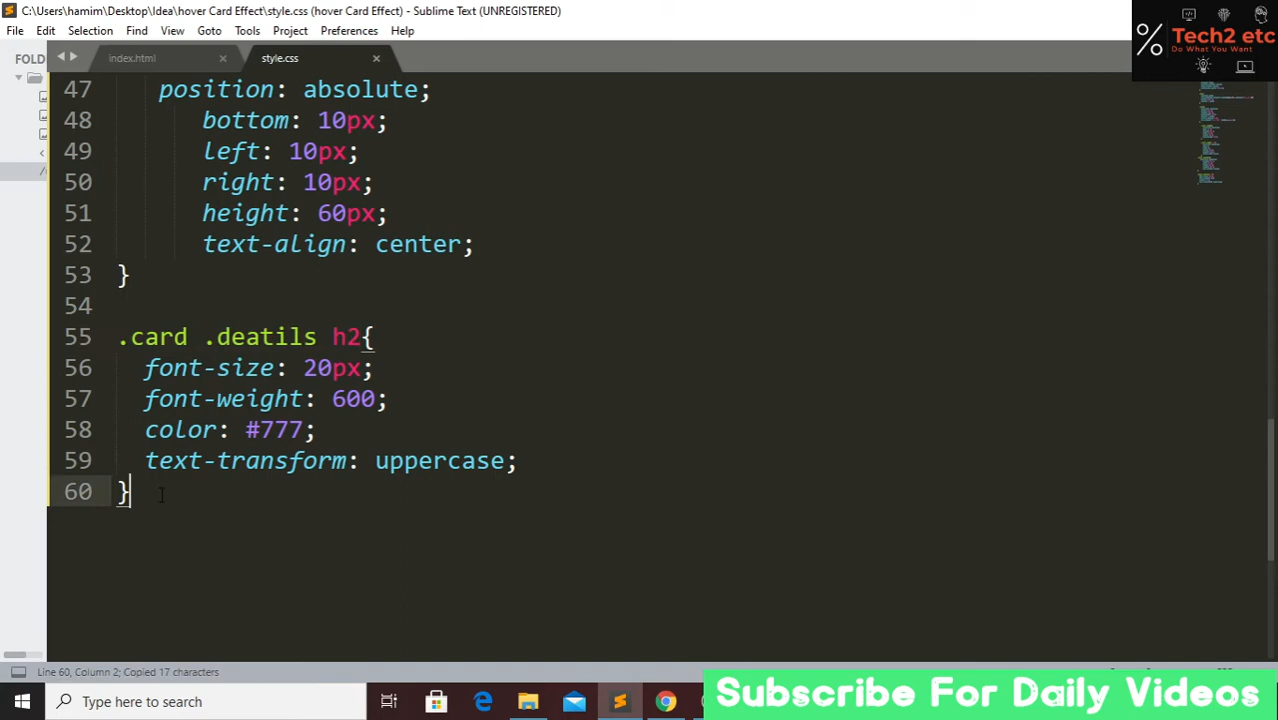 C:\Users\hamim\Desktop\Idea\hover Card Effect\style.css (hover Card Effect) - Sublime Text (UNREGISTERED)
File Edit Selection Find View Goto Tools Project Preferences Help
Tech2 etc
Do What You Want
FOLD
index.html
style.css
47 position: absolute;
48 bottom: 10px;
49 left: 10px;
50 right: 10px;
51 height: 60px;
52 text-align: center;
53 }
54
55 .card .deatils h2{
56 font-size: 20px;
57 font-weight: 600;
58 color: #777;
59 text-transform: uppercase;
60 }
Line 60, Column 2; Copied 17 characters
Type here to search
Subscribe For Daily Videos